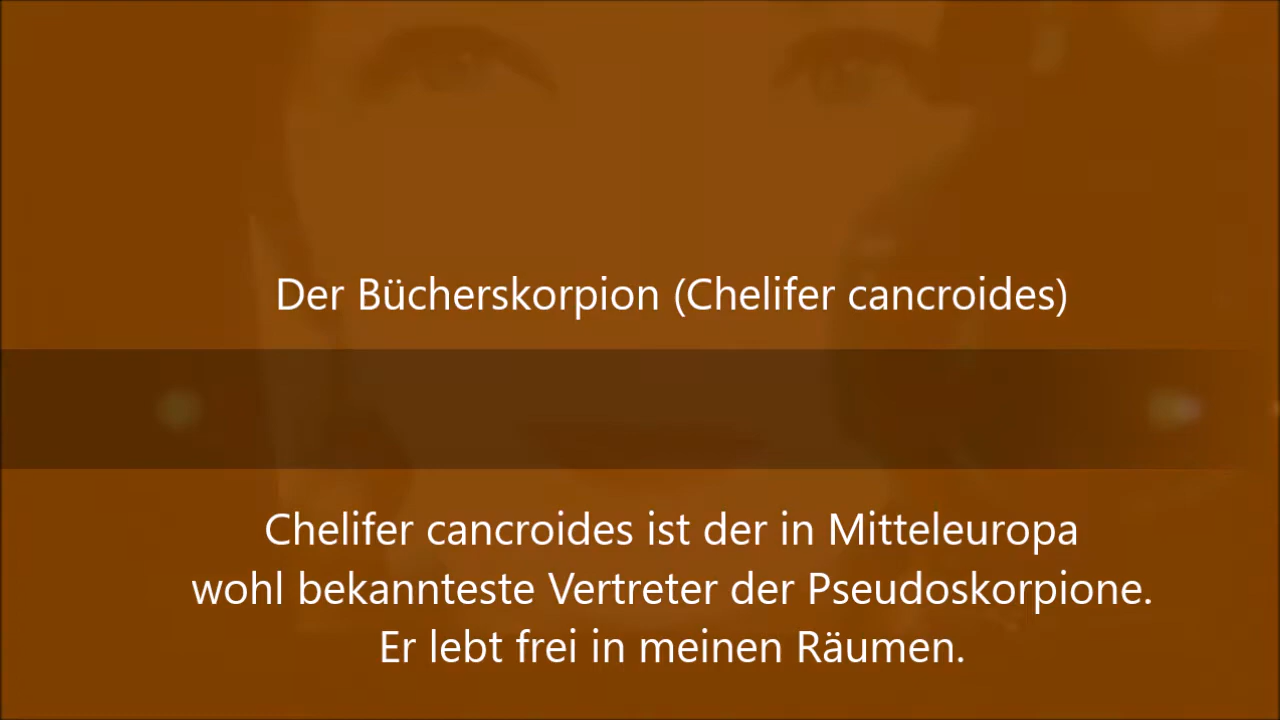 Der Bücherskorpion (Chelifer cancroides)
Chelifer cancroides ist der in Mitteleuropa
wohl bekannteste Vertreter der Pseudoskorpione.
Er lebt frei in meinen Räumen.